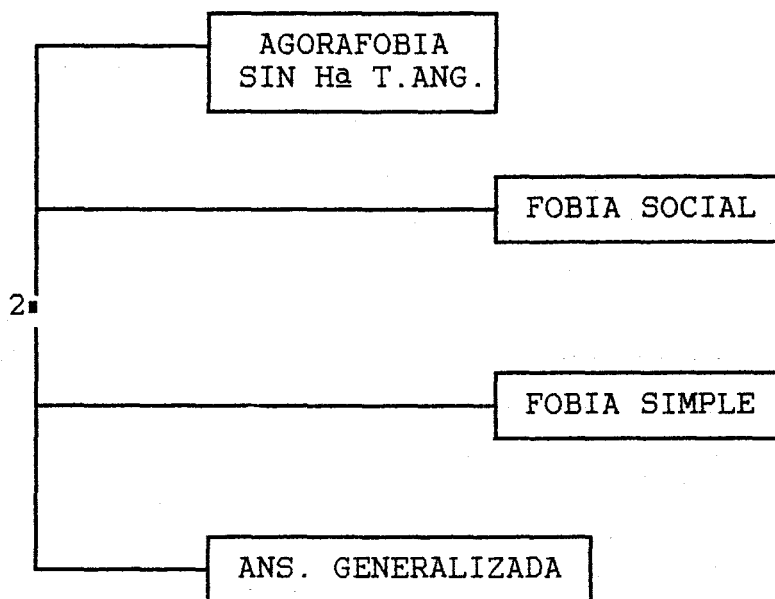 AGORAFOBIA
SIN Hª T.ANG.
FOBIA SOCIAL
2▪
FOBIA SIMPLE
ANS. GENERALIZADA